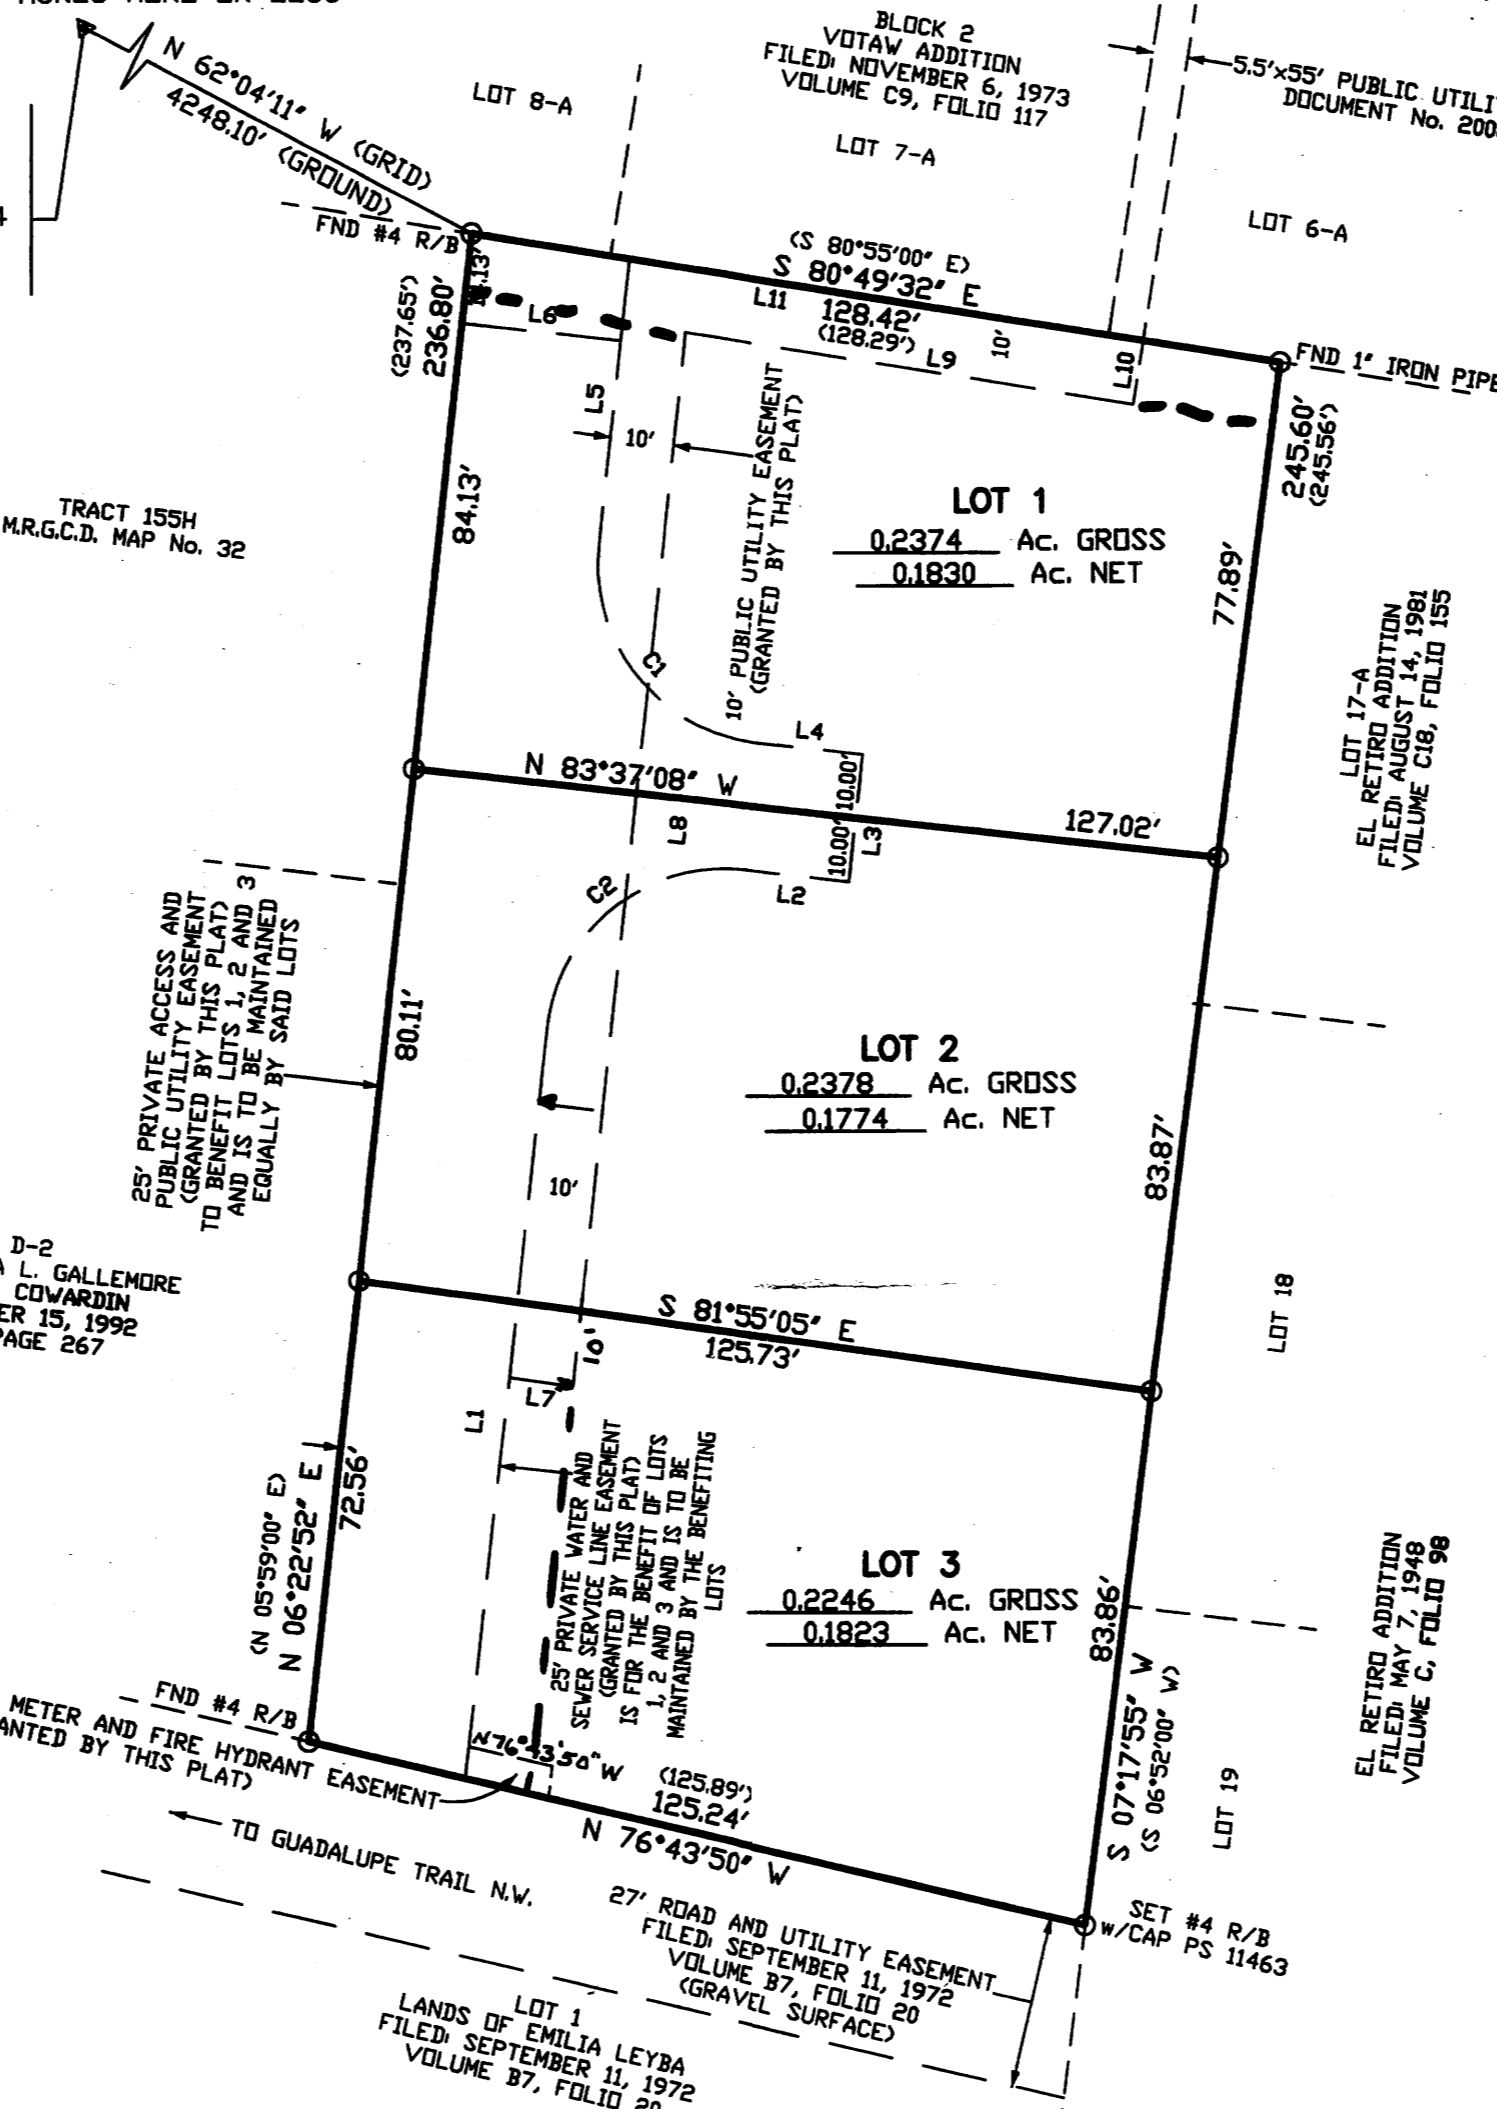 N 62°04'11" W (GRID)
4248.10' (GROUND)
FND #4 R/B
LOT 8-A
BLOCK 2
VOTAW ADDITION
FILED: NOVEMBER 6, 1973
VOLUME C9, FOLIO 117
LOT 7-A
5.5'x55' PUBLIC
DOCUMENT No.
LOT 6-A
(S 80°55'00" E)
S 80°49'32" E
L11
128.42'
(128.29')
L9
10'
L10
FND 1" IRON PIPE
(237.65')
236.80'
L6
L5
10'
10' PUBLIC UTILITY EASEMENT
(GRANTED BY THIS PLAT)
245.60'
(245.56')
TRACT 155H
M.R.G.C.D. MAP No. 32
84.13'
LOT 1
0.2374 Ac. GROSS
0.1830 Ac. NET
77.89'
C1
L4
10.00'
N 83°37'08" W
127.02'
L8
10.00'
L3
C2
L2
LOT 17-A
EL RETIRO ADDITION
FILED: AUGUST 14, 1981
VOLUME C18, FOLIO 155
25' PRIVATE ACCESS AND
PUBLIC UTILITY EASEMENT
(GRANTED BY THIS PLAT)
TO BENEFIT LOTS 1, 2 AND 3
AND IS TO BE MAINTAINED
EQUALLY BY SAID LOTS
80.11'
LOT 2
0.2378 Ac. GROSS
0.1774 Ac. NET
83.87'
10'
D-2
L. GALLEMORE
COWARDIN
15, 1992
PAGE 267
S 81°55'05" E
125.73'
LOT 18
10'
L7
L1
25' PRIVATE WATER AND
SEWER SERVICE LINE EASEMENT
(GRANTED BY THIS PLAT)
IS FOR THE BENEFIT OF LOTS
1, 2 AND 3 AND IS TO BE
MAINTAINED BY THE BENEFITING
LOTS
(N 05°59'00" E)
N 06°22'52" E
72.56'
LOT 3
0.2246 Ac. GROSS
0.1823 Ac. NET
83.86'
S 07°17'55" W
(S 06°52'00" W)
EL RETIRO ADDITION
FILED: MAY 7, 1948
VOLUME C, FOLIO 98
LOT 19
FND #4 R/B
METER AND FIRE HYDRANT EASEMENT
BY THIS PLAT)
N 76°43'50" W
(125.89')
125.24'
N 76°43'50" W
TO GUADALUPE TRAIL N.W.
27' ROAD AND UTILITY EASEMENT
FILED: SEPTEMBER 11, 1972
VOLUME B7, FOLIO 20
(GRAVEL SURFACE)
SET #4 R/B
w/CAP PS 11463
LOT 1
LANDS OF EMILIA LEYBA
FILED: SEPTEMBER 11, 1972
VOLUME B7, FOLIO 20